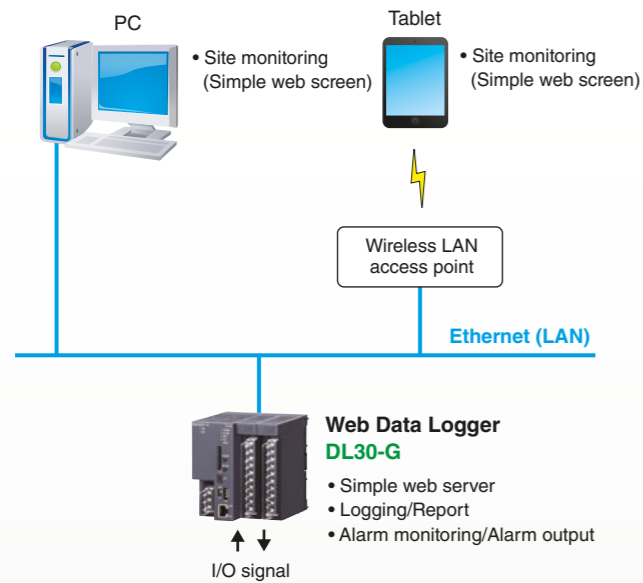 PC
• Site monitoring
(Simple web screen)
Tablet
• Site monitoring
(Simple web screen)
Wireless LAN
access point
Ethernet (LAN)
Web Data Logger
DL30-G
• Simple web server
• Logging/Report
• Alarm monitoring/Alarm output
I/O signal